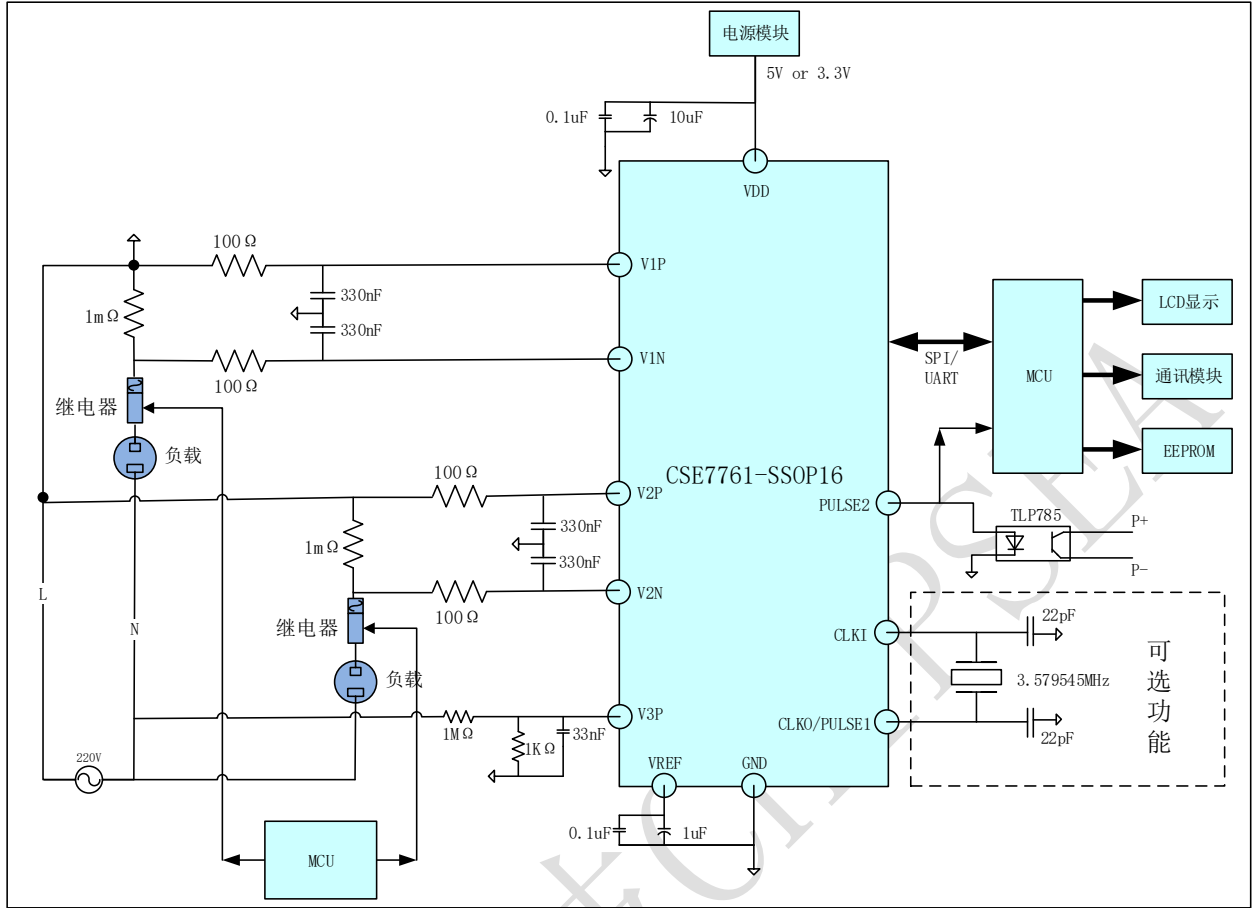 电源模块
5V or 3.3V
0.1uF
10uF
VDD
100Ω
V1P
330nF
1mΩ
330nF
V1N
100Ω
继电器
负载
SPI/
UART
MCU
LCD显示
通讯模块
EEPROM
CSE7761-SSOP16
100Ω
V2P
PULSE2
330nF
1mΩ
330nF
TLP785
P+
P-
V2N
100Ω
L
N
继电器
负载
CLKI
22pF
3.579545MHz
可选功能
V3P
1MΩ
1KΩ
33nF
CLKO/PULSE1
22pF
220V
VREF
GND
0.1uF
1uF
MCU